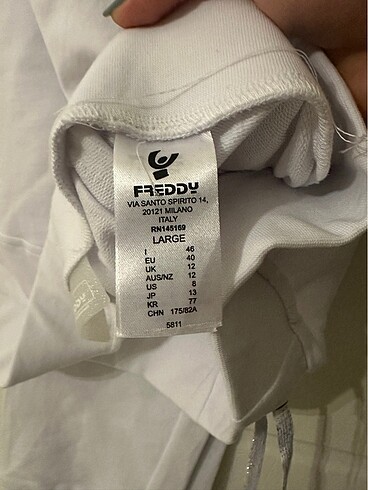 FREDDY
VIA SANTO SPIRITO 14,
20121 MILANO
ITALY
RN145169
LARGE
I 46
EU 40
UK 12
AUS/NZ 12
US 8
JP 13
KR 77
CHN 175/82A
5811